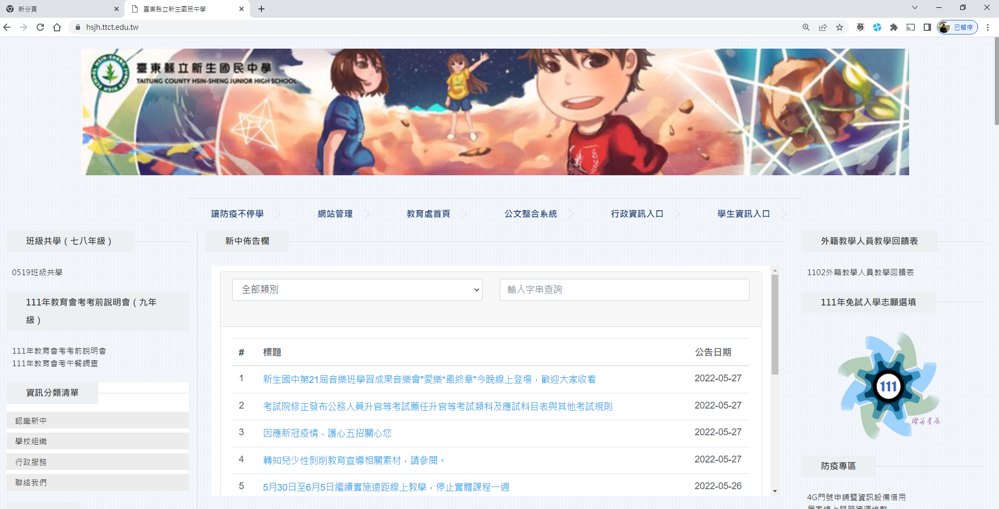 新分頁
臺東縣立新生國民中學
hsjh.ttct.edu.tw
已暫停
臺東縣立新生國民中學
TAITUNG COUNTY HSIN-SHENG JUNIOR HIGH SCHOOL
HSIN-SHENG JUNIOR HIGH SCHOOL
讓防疫不停學
網站管理
教育處首頁
公文整合系統
行政資訊入口
學生資訊入口
班級共學 ( 七八年級 )
0519班級共學
111年教育會考考前說明會 ( 九年
級 )
111年教育會考考前說明會
111年教育會考午餐調查
資訊分類清單
認識新中
學校組織
行政服務
聯絡我們
新中佈告欄
全部類別
輸入字串查詢
# 標題 公告日期
1 新生國中第21屆音樂班學習成果音樂會"愛樂*最終章"今晚線上登場，歡迎大家收看 2022-05-27
2 考試院修正發布公務人員升官等考試薦任升官等考試類科及應試科目表與其他考試規則 2022-05-27
3 因應新冠疫情，護心五招關心您 2022-05-27
4 轉知兒少性剝削教育宣導相關素材，請參閱。 2022-05-27
5 5月30日至6月5日繼續實施遠距線上教學，停止實體課程一週 2022-05-26
外籍教學人員教學回饋表
1102外籍教學人員教學回饋表
111年免試入學志願選填
111
燦若星辰
防疫專區
4G門號申請暨資訊設備借用
居家線上學習資源統整